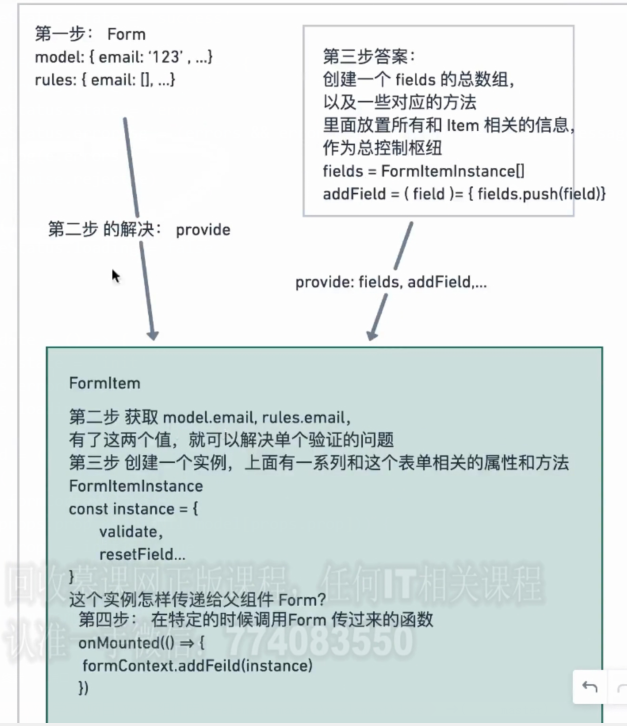 第一步： Form
model: { email: '123' , ...}
rules: { email: [], ...}
第二步 的解决： provide
第三步答案：
创建一个 fields 的总数组，
以及一些对应的方法
里面放置所有和 Item 相关的信息，
作为总控制枢纽
fields = FormItemInstance[]
addField = ( field )= { fields.push(field)}
provide: fields, addField,...
FormItem
第二步 获取 model.email, rules.email，
有了这两个值，就可以解决单个验证的问题
第三步 创建一个实例，上面有一系列和这个表单相关的属性和方法
FormItemInstance
const instance = {
validate，
resetField...
}
这个实例怎样传递给父组件 Form?
第四步： 在特定的时候调用Form 传过来的函数
onMounted(() => {
formContext.addFeild(instance)
})
回收慕课网正版课程，任何IT相关课程
774083550